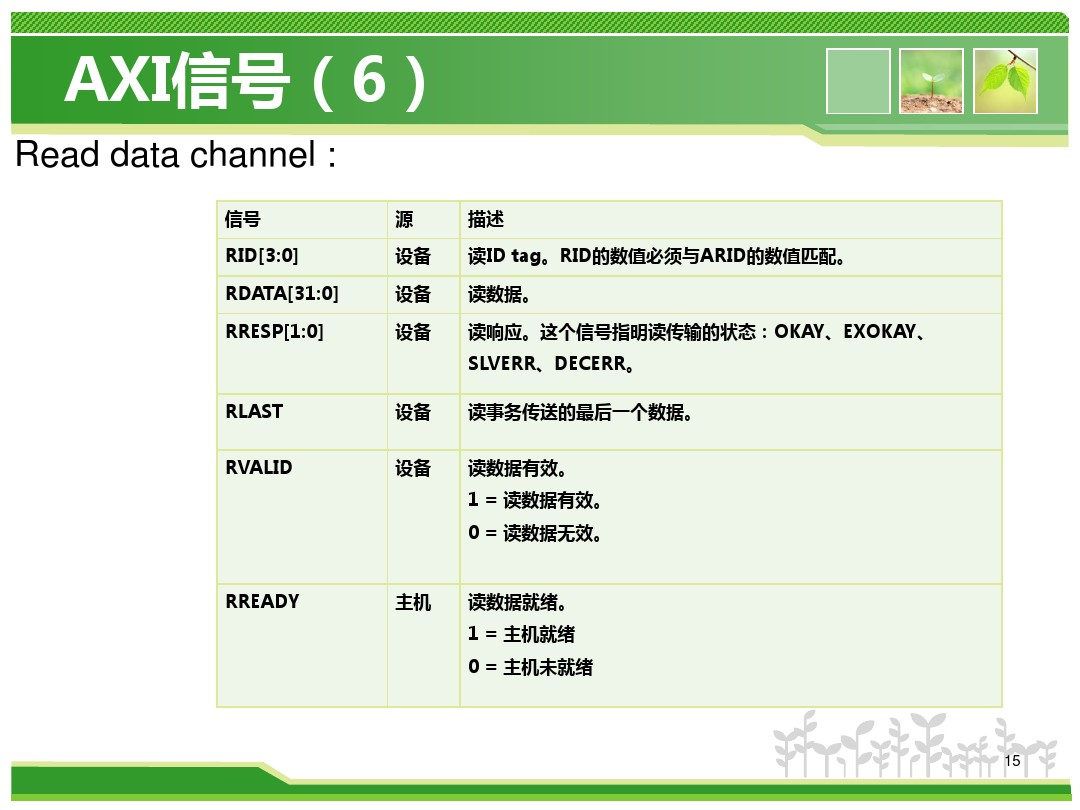 AXI信号（6）
Read data channel :
信号 源 描述
RID[3:0] 设备 读ID tag。RID的数值必须与ARID的数值匹配。
RDATA[31:0] 设备 读数据。
RRESP[1:0] 设备 读响应。这个信号指明读传输的状态：OKAY、EXOKAY、
SLVERR、DECERR。
RLAST 设备 读事务传送的最后一个数据。
RVALID 设备 读数据有效。
1 = 读数据有效。
0 = 读数据无效。
RREADY 主机 读数据就绪。
1 = 主机就绪
0 = 主机未就绪
15